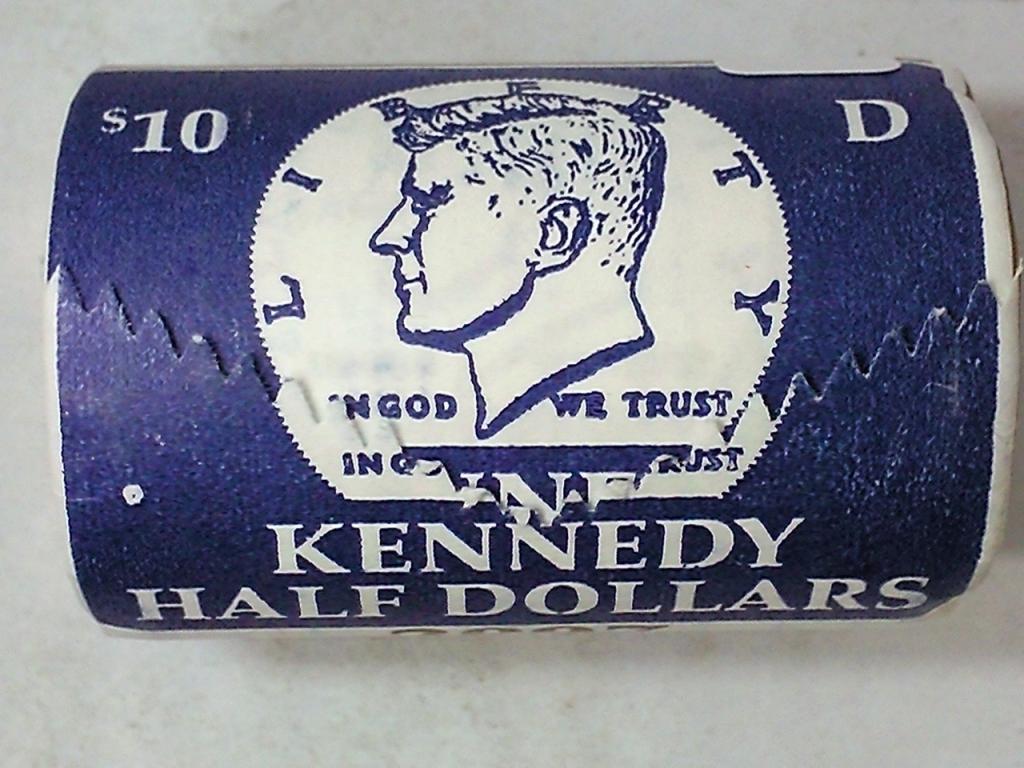 $10 D
LIBERTY
IN GOD WE TRUST
KENNEDY
HALF DOLLARS